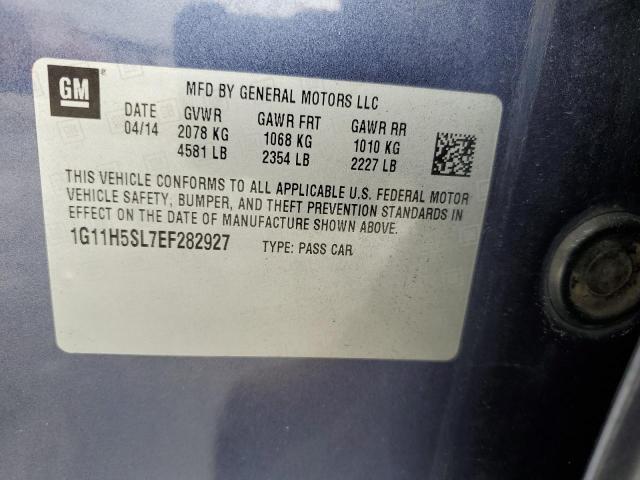 GM
MFD BY GENERAL MOTORS LLC
DATE GVWR GAWR FRT GAWR RR
04/14 2078 KG 1068 KG 1010 KG
4581 LB 2354 LB 2227 LB
THIS VEHICLE CONFORMS TO ALL APPLICABLE U.S. FEDERAL MOTOR
VEHICLE SAFETY, BUMPER, AND THEFT PREVENTION STANDARDS IN
EFFECT ON THE DATE OF MANUFACTURE SHOWN ABOVE.
1G11H5SL7EF282927 TYPE: PASS CAR